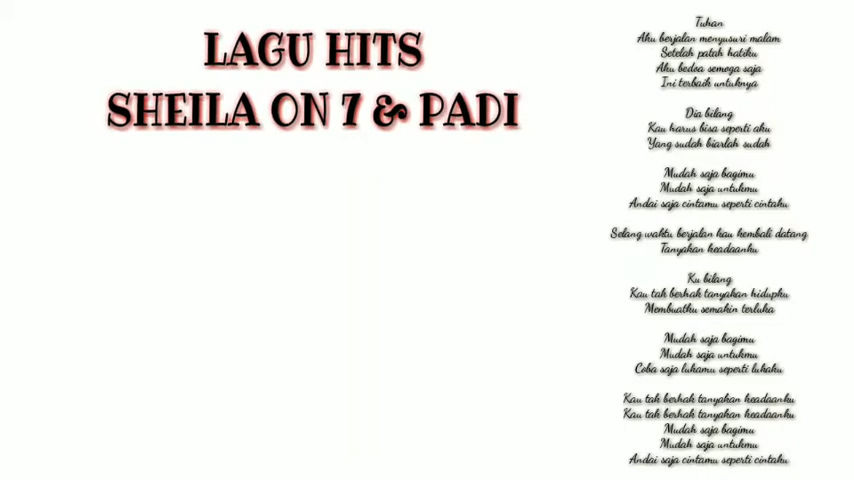 LAGU HITS
SHEILA ON 7 & PADI
Tuhan
Aku berjalan menyusuri malam
Setelah patah hatiku
Aku bedoa semoga saja
Ini terbaik untuknya
Dia bilang
Kau harus bisa seperti aku
Yang sudah biarlah sudah
Mudah saja bagimu
Mudah saja untukmu
Andai saja cintamu seperti cintaku
Selang waktu berjalan kau kembali datang
Tanyakan keadaanku
Ku bilang
Kau tak berhak tanyakan hidupku
Membuatku semakin terluka
Mudah saja bagimu
Mudah saja untukmu
Coba saja lukamu seperti lukaku
Kau tak berhak tanyakan keadaanku
Kau tak berhak tanyakan keadaanku
Mudah saja bagimu
Mudah saja untukmu
Andai saja cintamu seperti cintaku